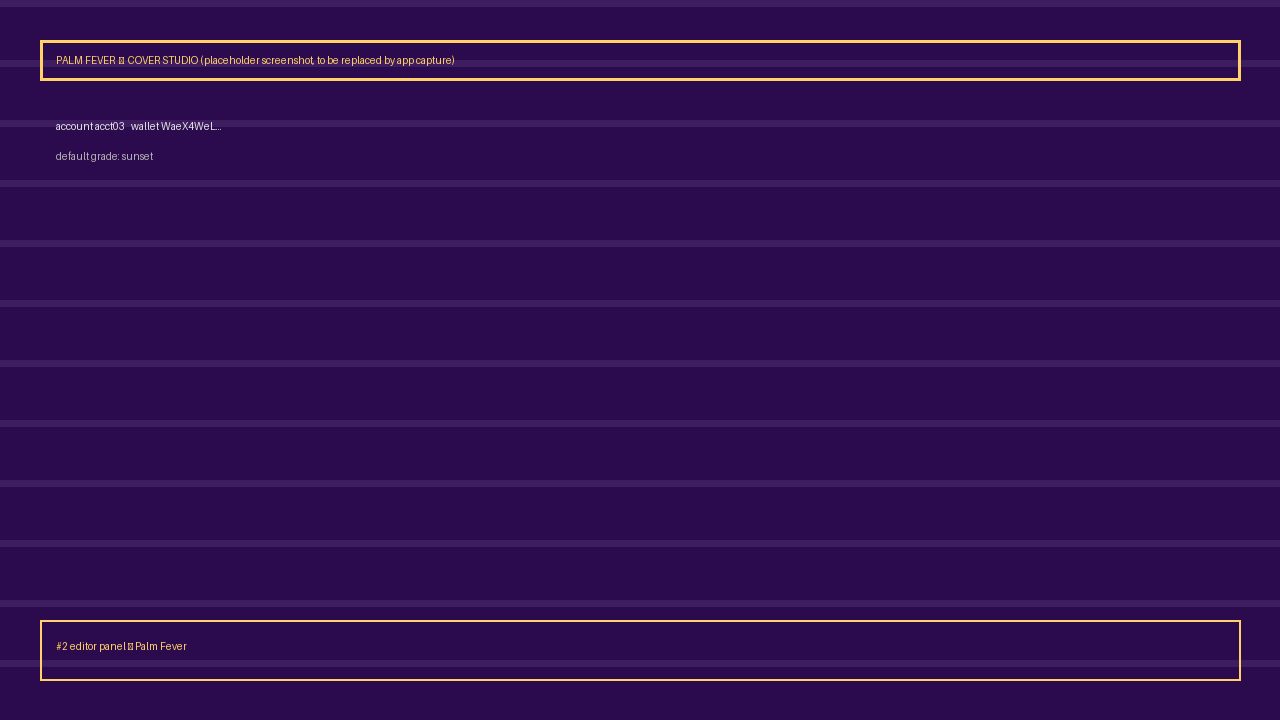 PALM FEVER ▯ COVER STUDIO (placeholder screenshot, to be replaced by app capture)
account acct03 wallet WaeX4WeL...
default grade: sunset
#2 editor panel ▯ Palm Fever